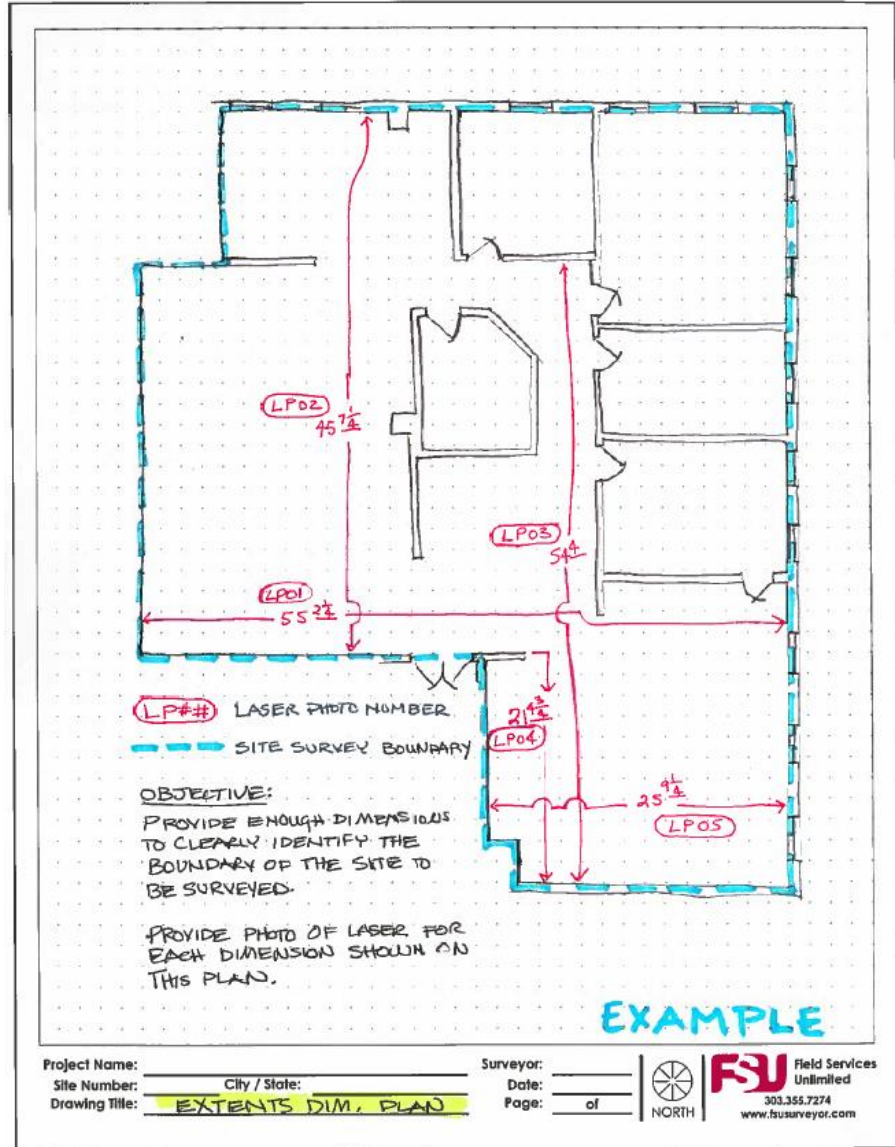 LP02
45 7 1/4
LP03
54 4
LP01
55 2 1/4
LP## LASER PHOTO NUMBER
21 4 3/4
LP04
SITE SURVEY BOUNDARY
25 9 1/4
LP05
OBJECTIVE:
PROVIDE ENOUGH DIMENSIONS
TO CLEARLY IDENTIFY THE
BOUNDARY OF THE SITE TO
BE SURVEYED.
PROVIDE PHOTO OF LASER FOR
EACH DIMENSION SHOWN ON
THIS PLAN.
EXAMPLE
Project Name:
Site Number: City / State:
Drawing Title: EXTENTS DIM. PLAN
Surveyor:
Date:
Page: of
NORTH
FSU Field Services
Unlimited
303.355.7274
www.fsusurveyor.com